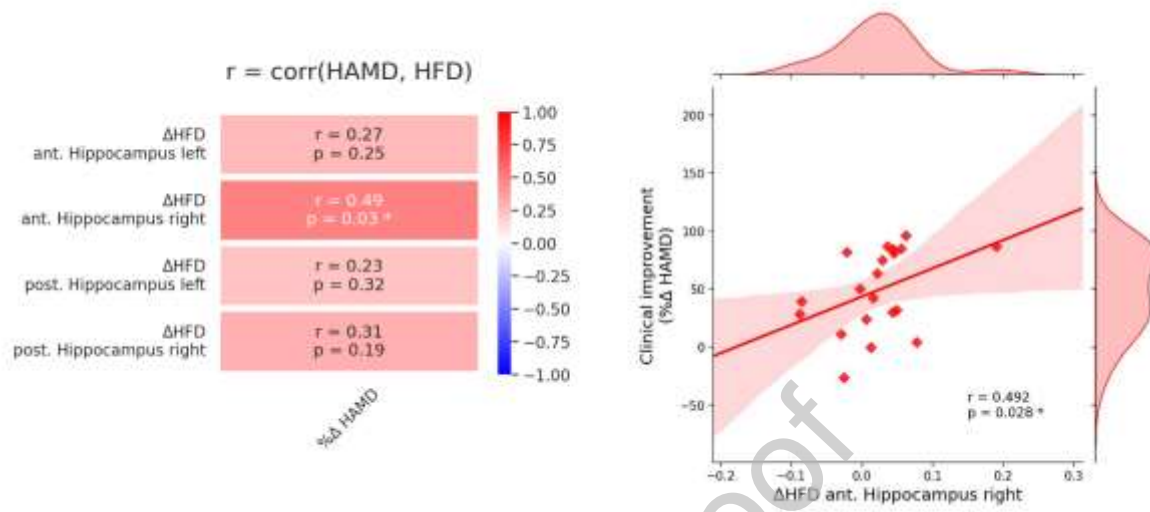 r = corr(HAMD, HFD)
ΔHFD
ant. Hippocampus left
r = 0.27
p = 0.25
ΔHFD
ant. Hippocampus right
r = 0.49
p = 0.03 *
ΔHFD
post. Hippocampus left
r = 0.23
p = 0.32
ΔHFD
post. Hippocampus right
r = 0.31
p = 0.19
%Δ HAMD
1.00
0.75
0.50
0.25
0.00
−0.25
−0.50
−0.75
−1.00
Clinical improvement
(%Δ HAMD)
200
150
100
50
0
−50
r = 0.492
p = 0.028 *
−0.2
−0.1
0.0
0.1
0.2
0.3
ΔHFD ant. Hippocampus right
oof